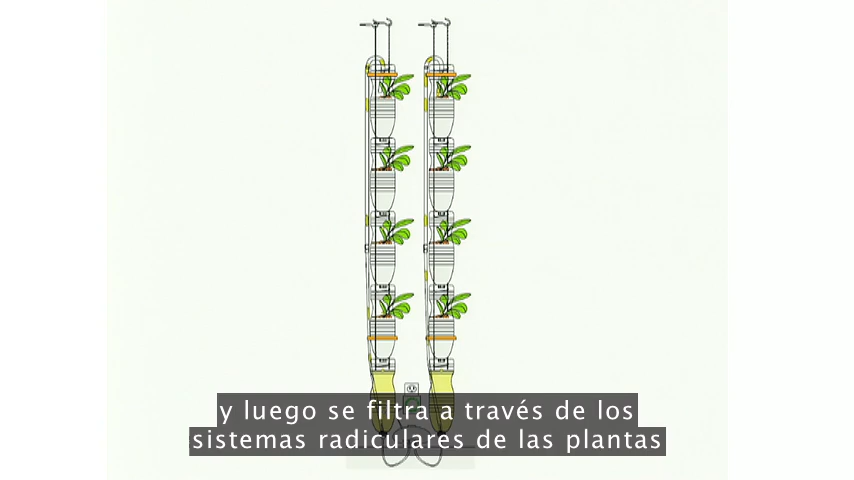 y luego se filtra a través de los
sistemas radiculares de las plantas